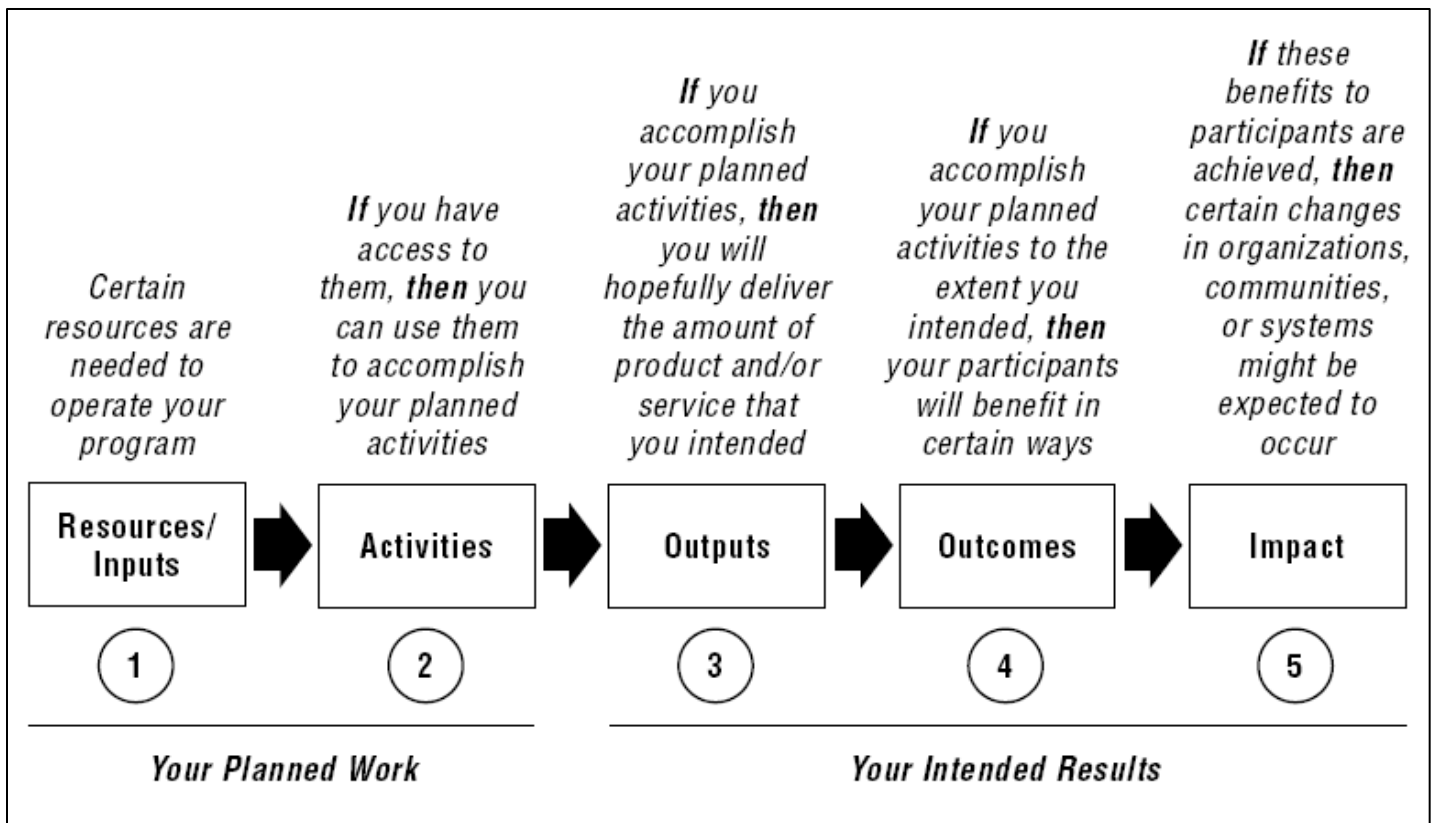 Certain
resources are
needed to
operate your
program
If you have
access to
them, then you
can use them
to accomplish
your planned
activities
If you
accomplish
your planned
activities, then
you will
hopefully deliver
the amount of
product and/or
service that
you intended
If you
accomplish
your planned
activities to the
extent you
intended, then
your participants
will benefit in
certain ways
If these
benefits to
participants are
achieved, then
certain changes
in organizations,
communities,
or systems
might be
expected to
occur
Resources/
Inputs
Activities
Outputs
Outcomes
Impact
1
2
3
4
5
Your Planned Work
Your Intended Results